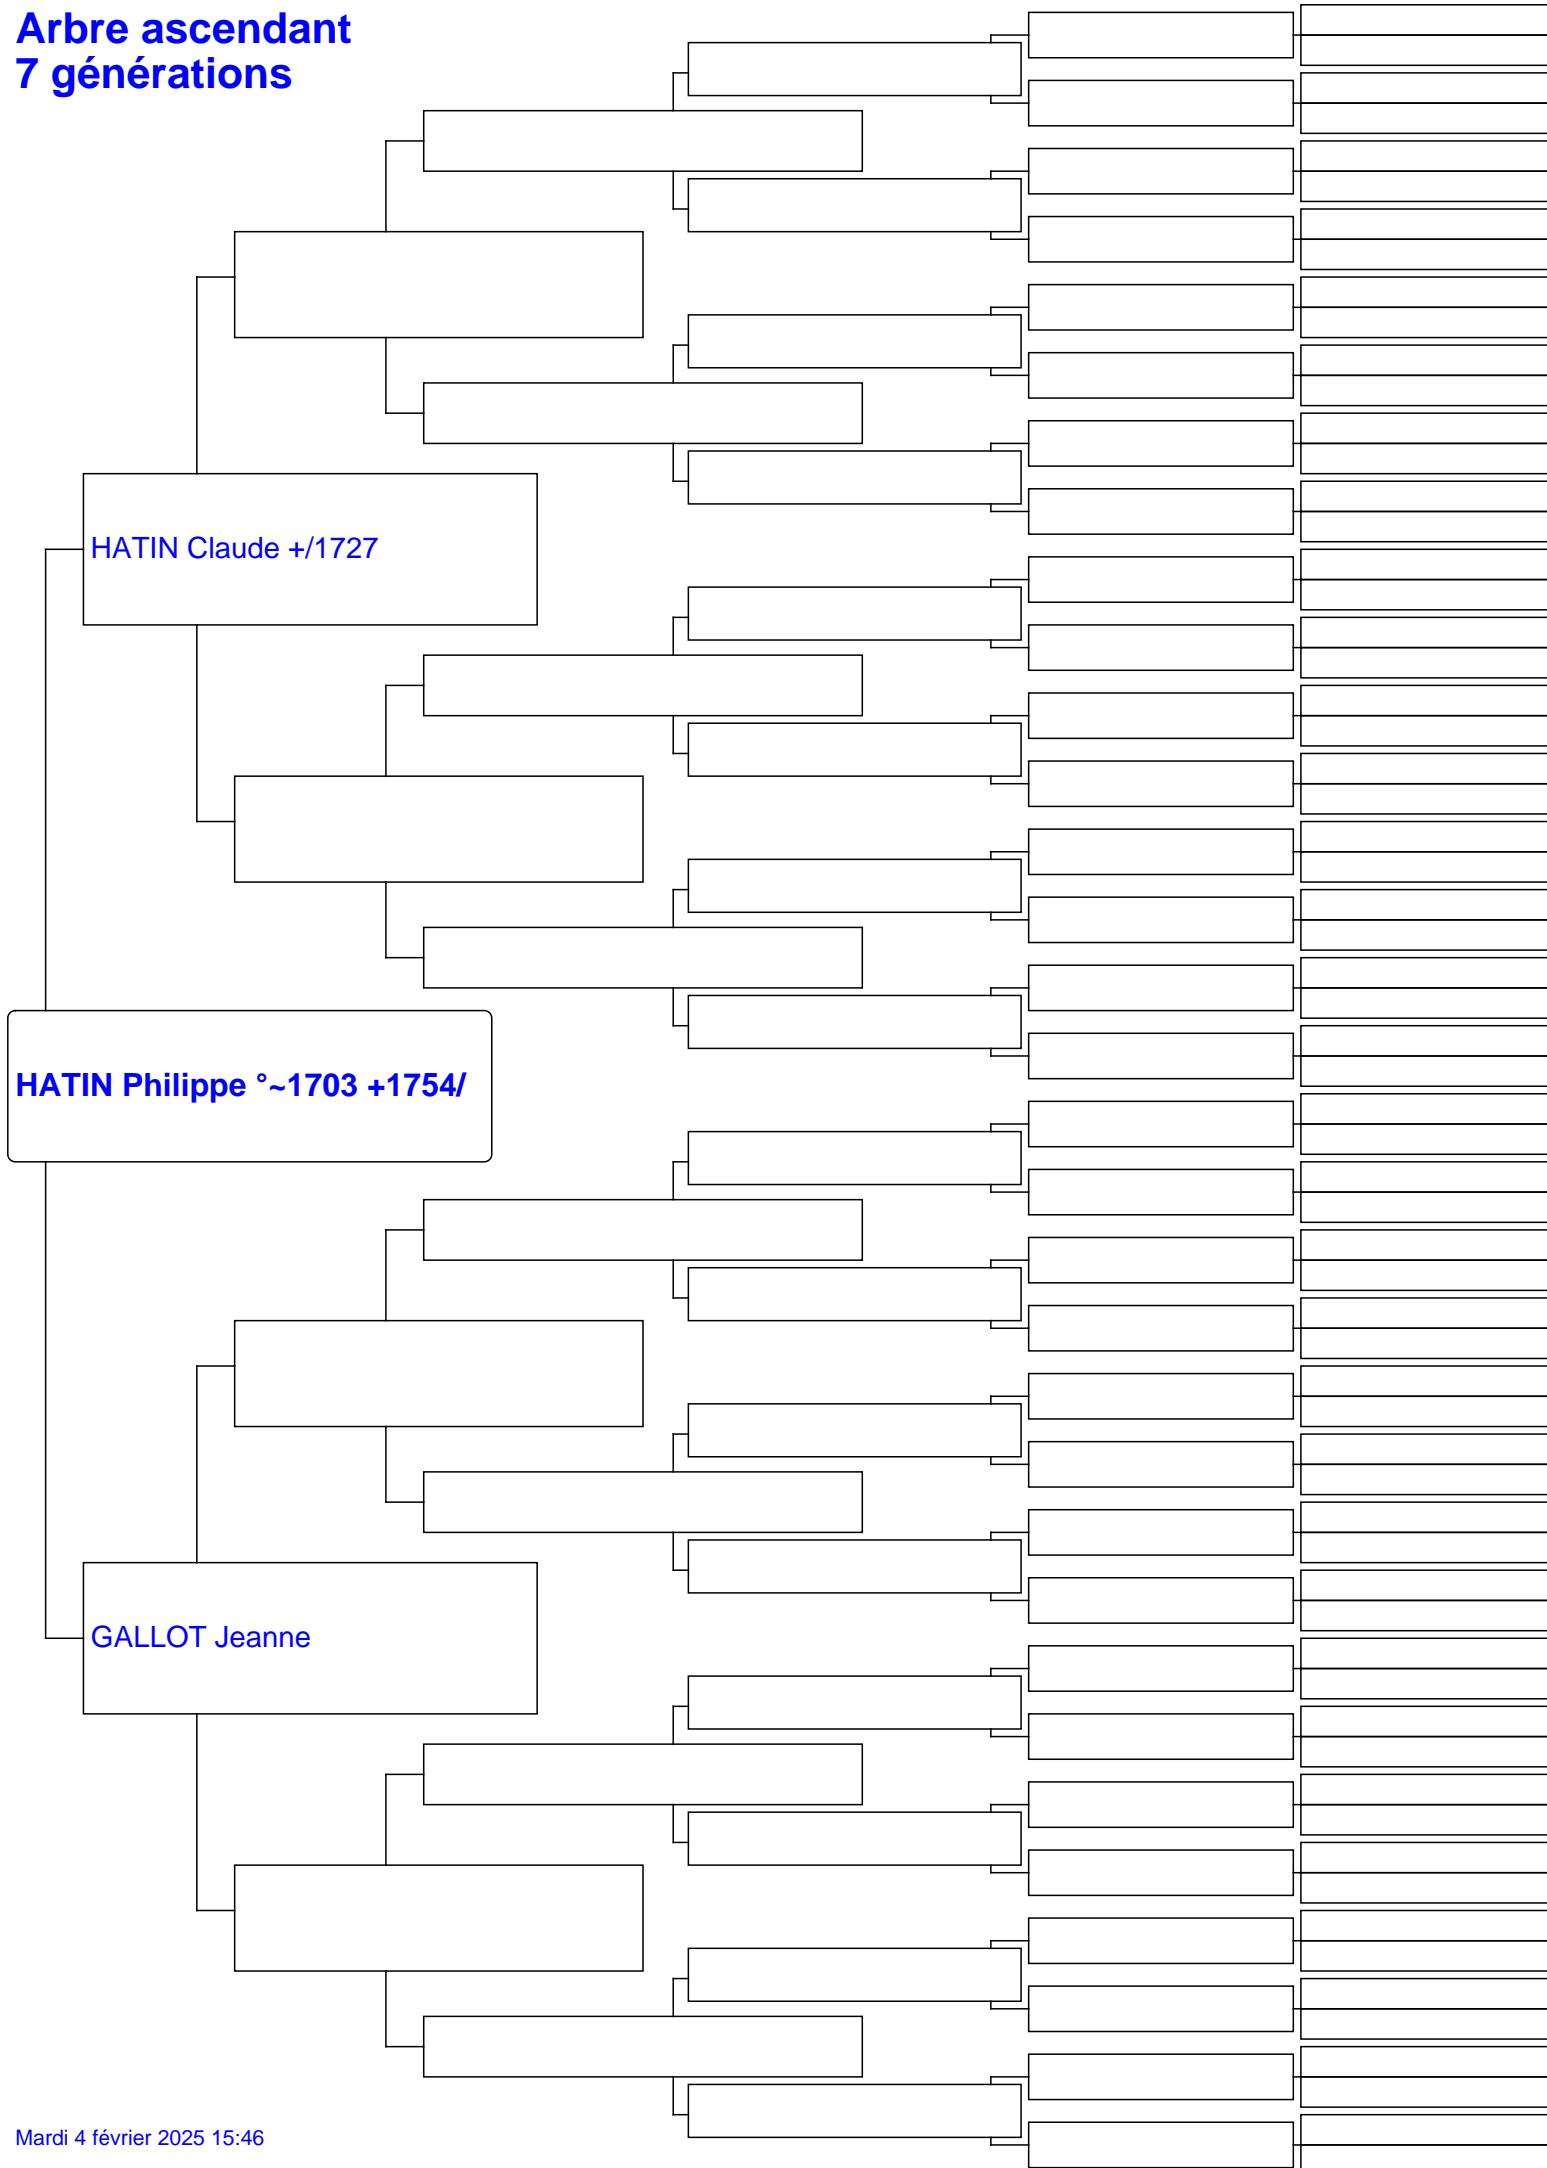 Arbre ascendant
7 générations
HATIN Claude +/1727
HATIN Philippe °~1703 +1754/
GALLOT Jeanne
Mardi 4 février 2025 15:46